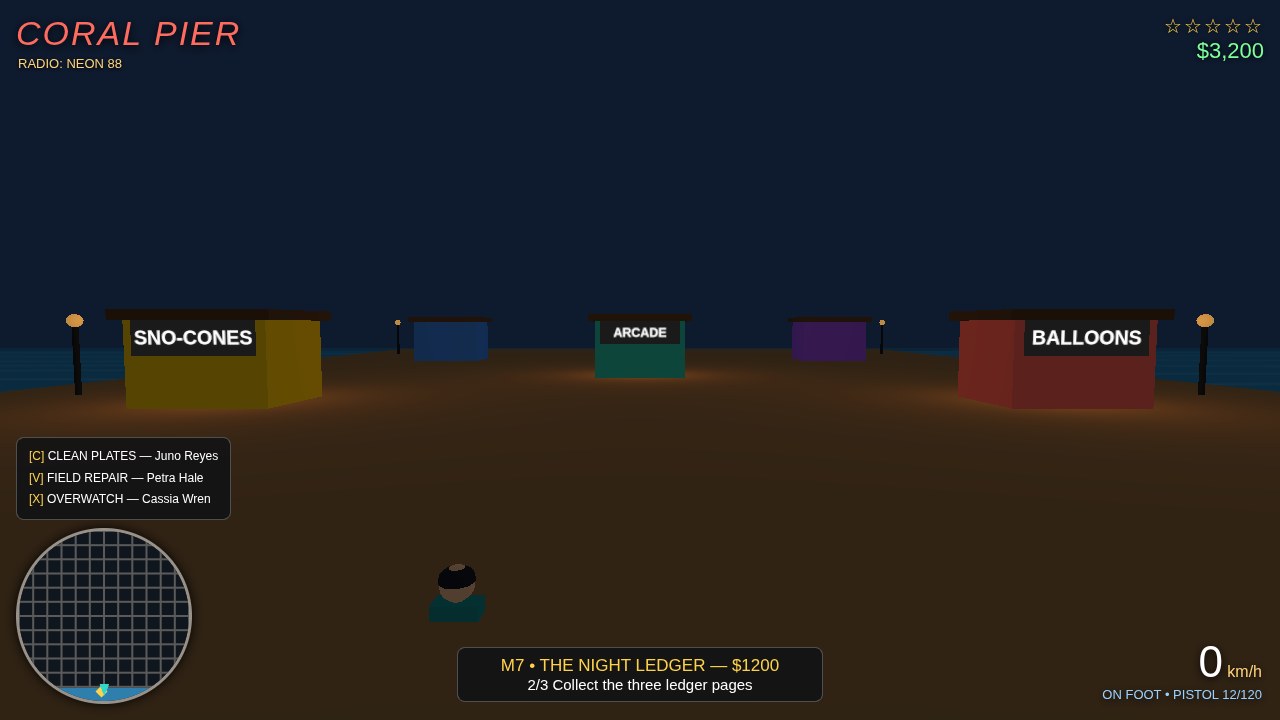 CORAL PIER
RADIO: NEON 88
☆☆☆☆☆
$3,200
SNO-CONES
ARCADE
BALLOONS
[C] CLEAN PLATES — Juno Reyes
[V] FIELD REPAIR — Petra Hale
[X] OVERWATCH — Cassia Wren
M7 • THE NIGHT LEDGER — $1200
2/3 Collect the three ledger pages
0 km/h
ON FOOT • PISTOL 12/120